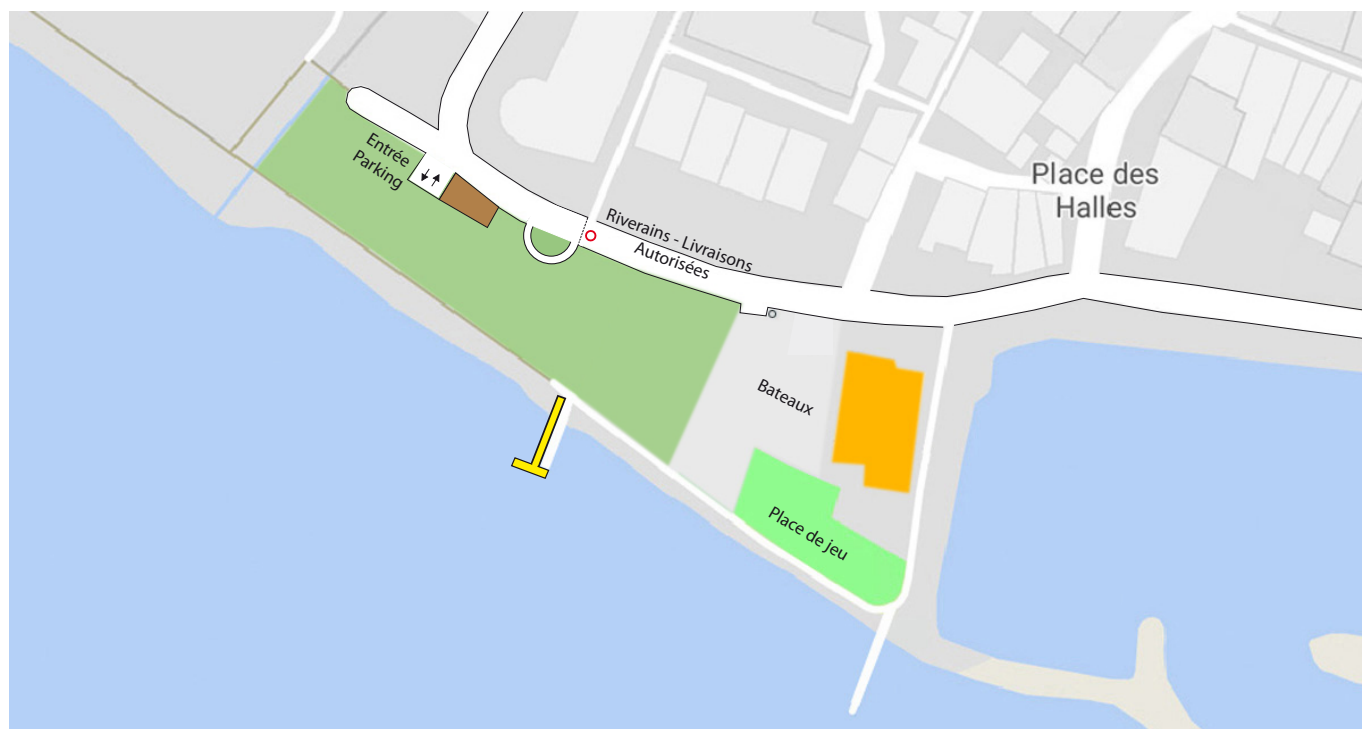 Entrée
Parking
Riverains - Livraisons
Autorisées
Place des
Halles
Bateaux
Place de jeu